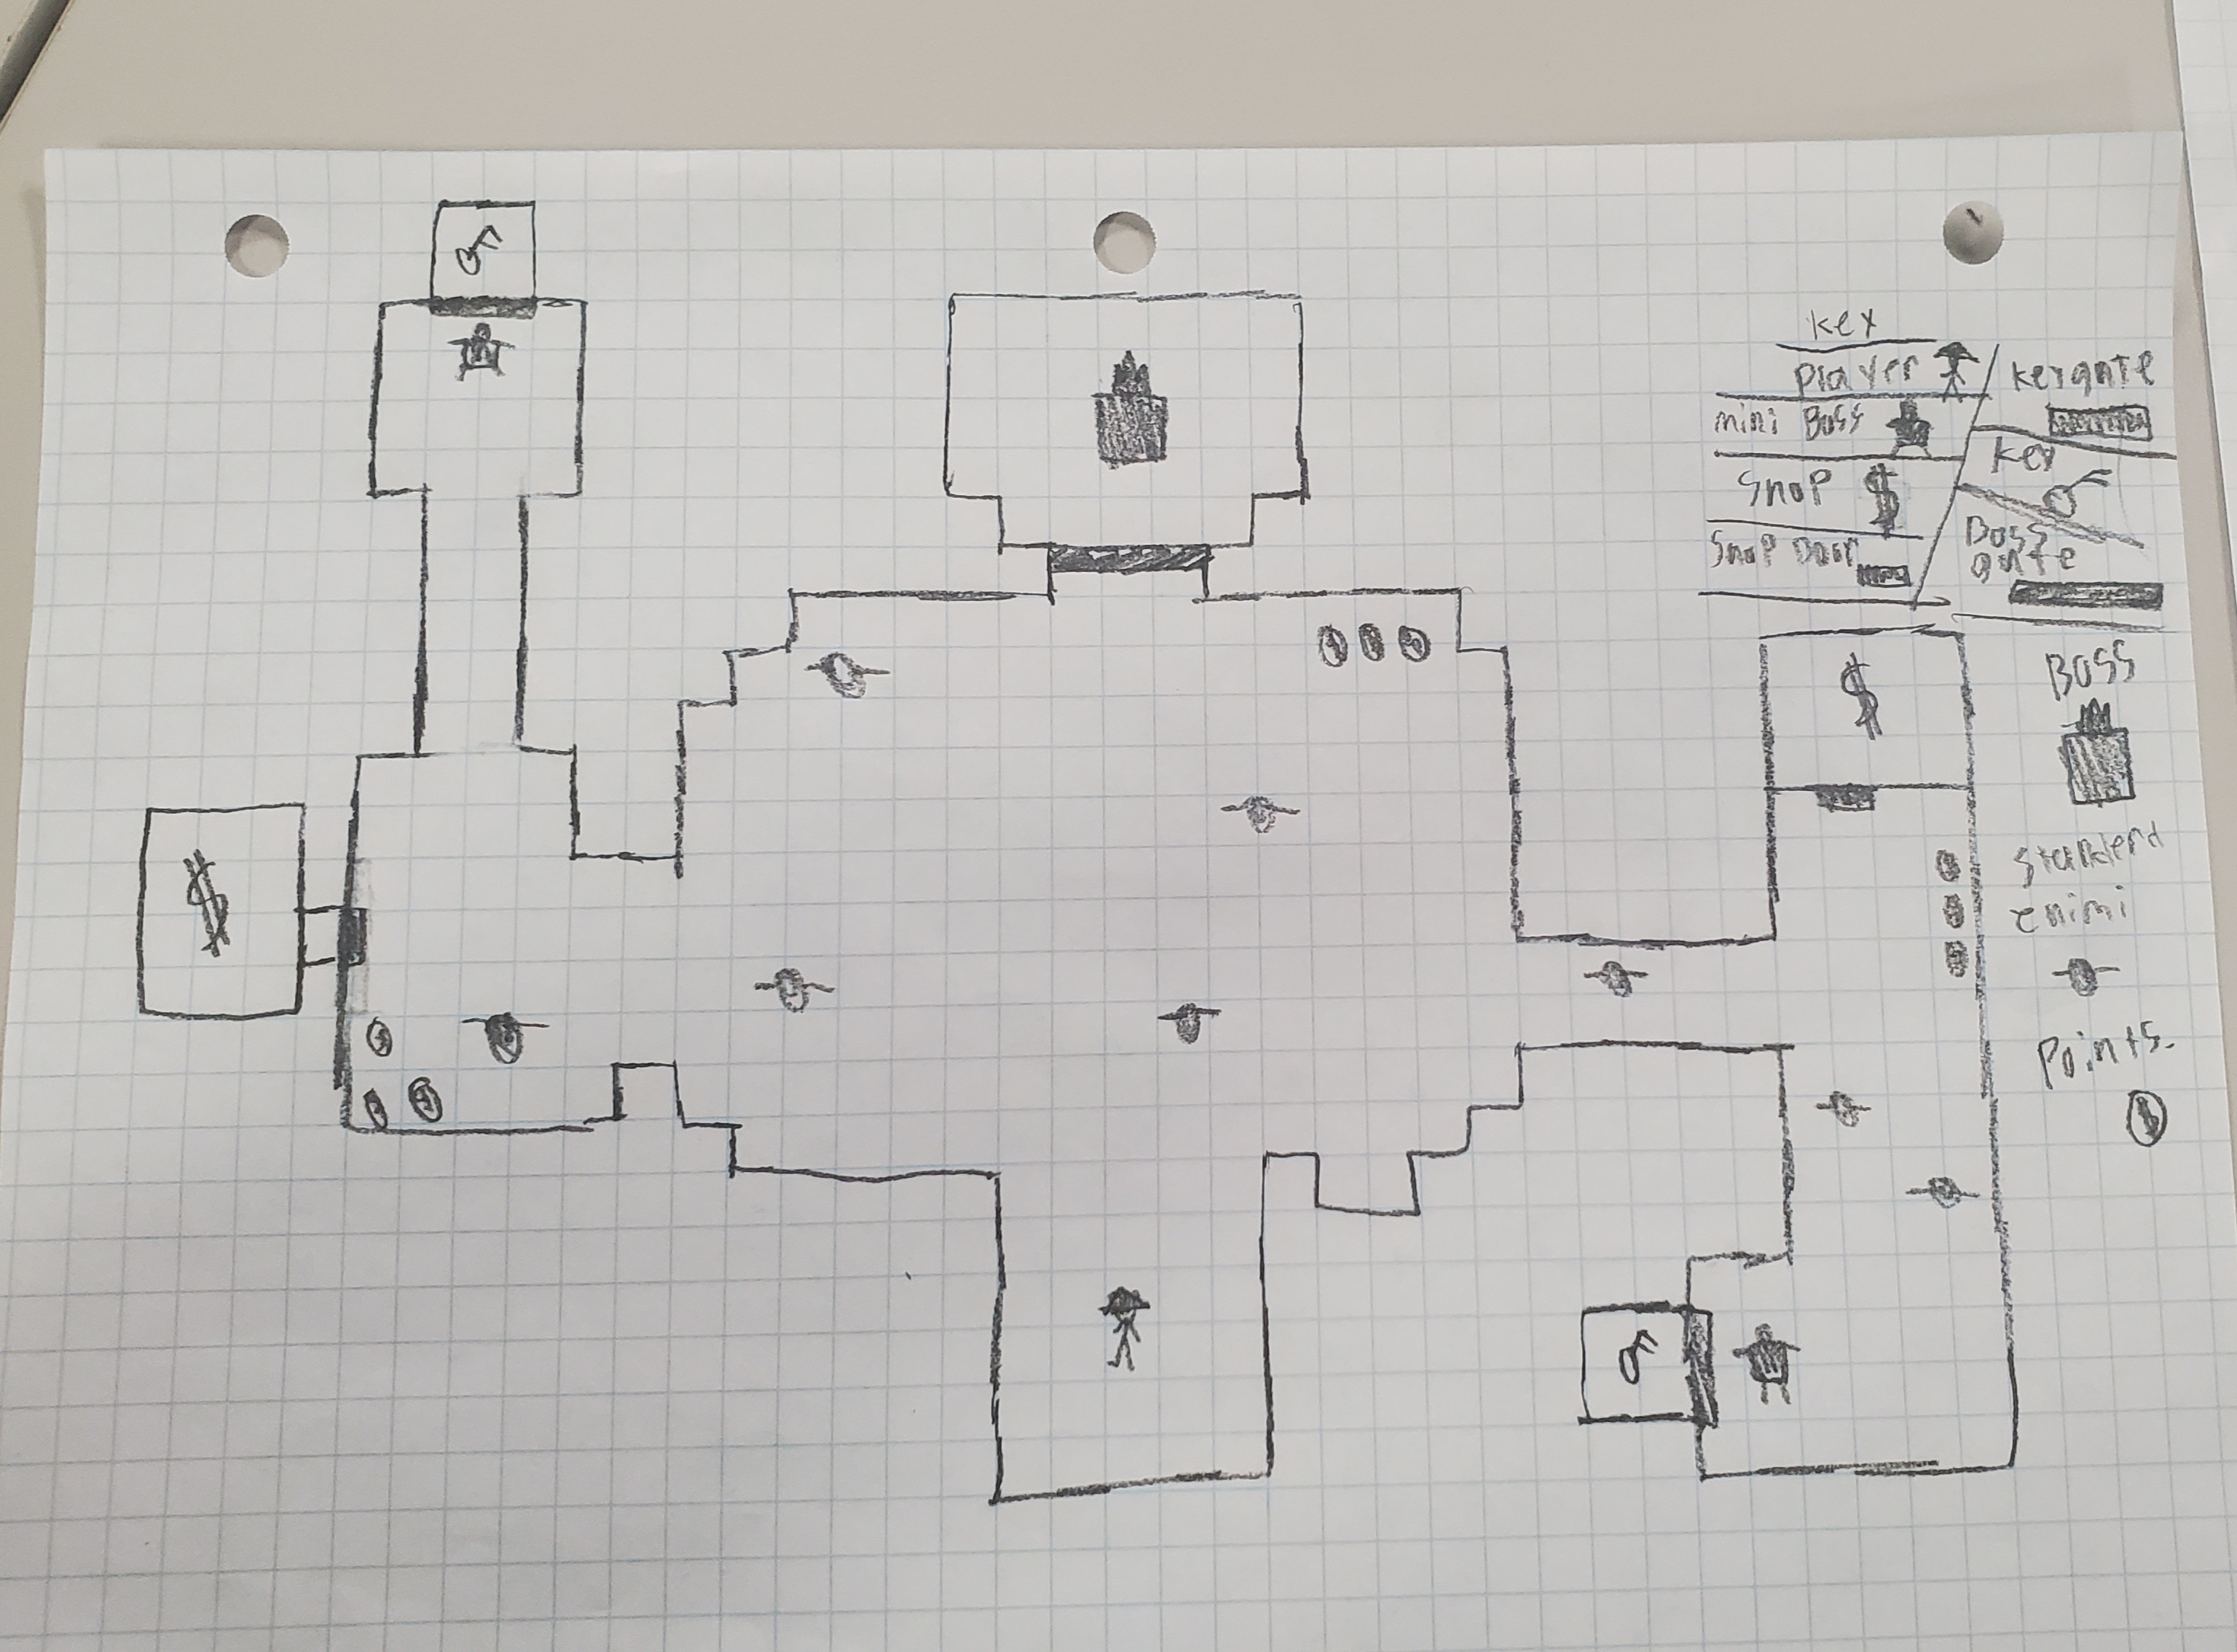 Key
Player
Keygate
mini Boss
Key
Shop
$
Shop Door
Boss
gate
$
Boss
$
standerd
enimi
Points.